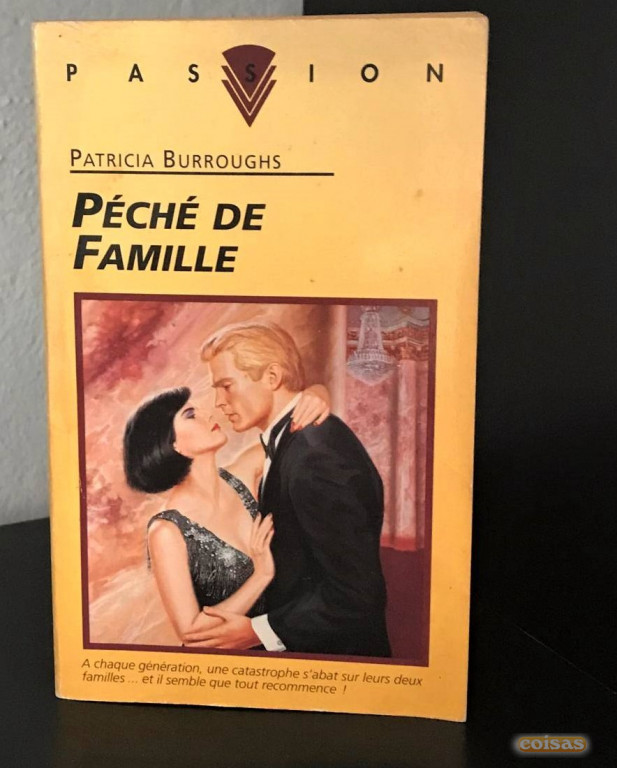 PASSION
PATRICIA BURROUGHS
PÉCHÉ DE
FAMILLE
A chaque génération, une catastrophe s'abat sur leurs deux
familles ... et il semble que tout recommence !
coisas